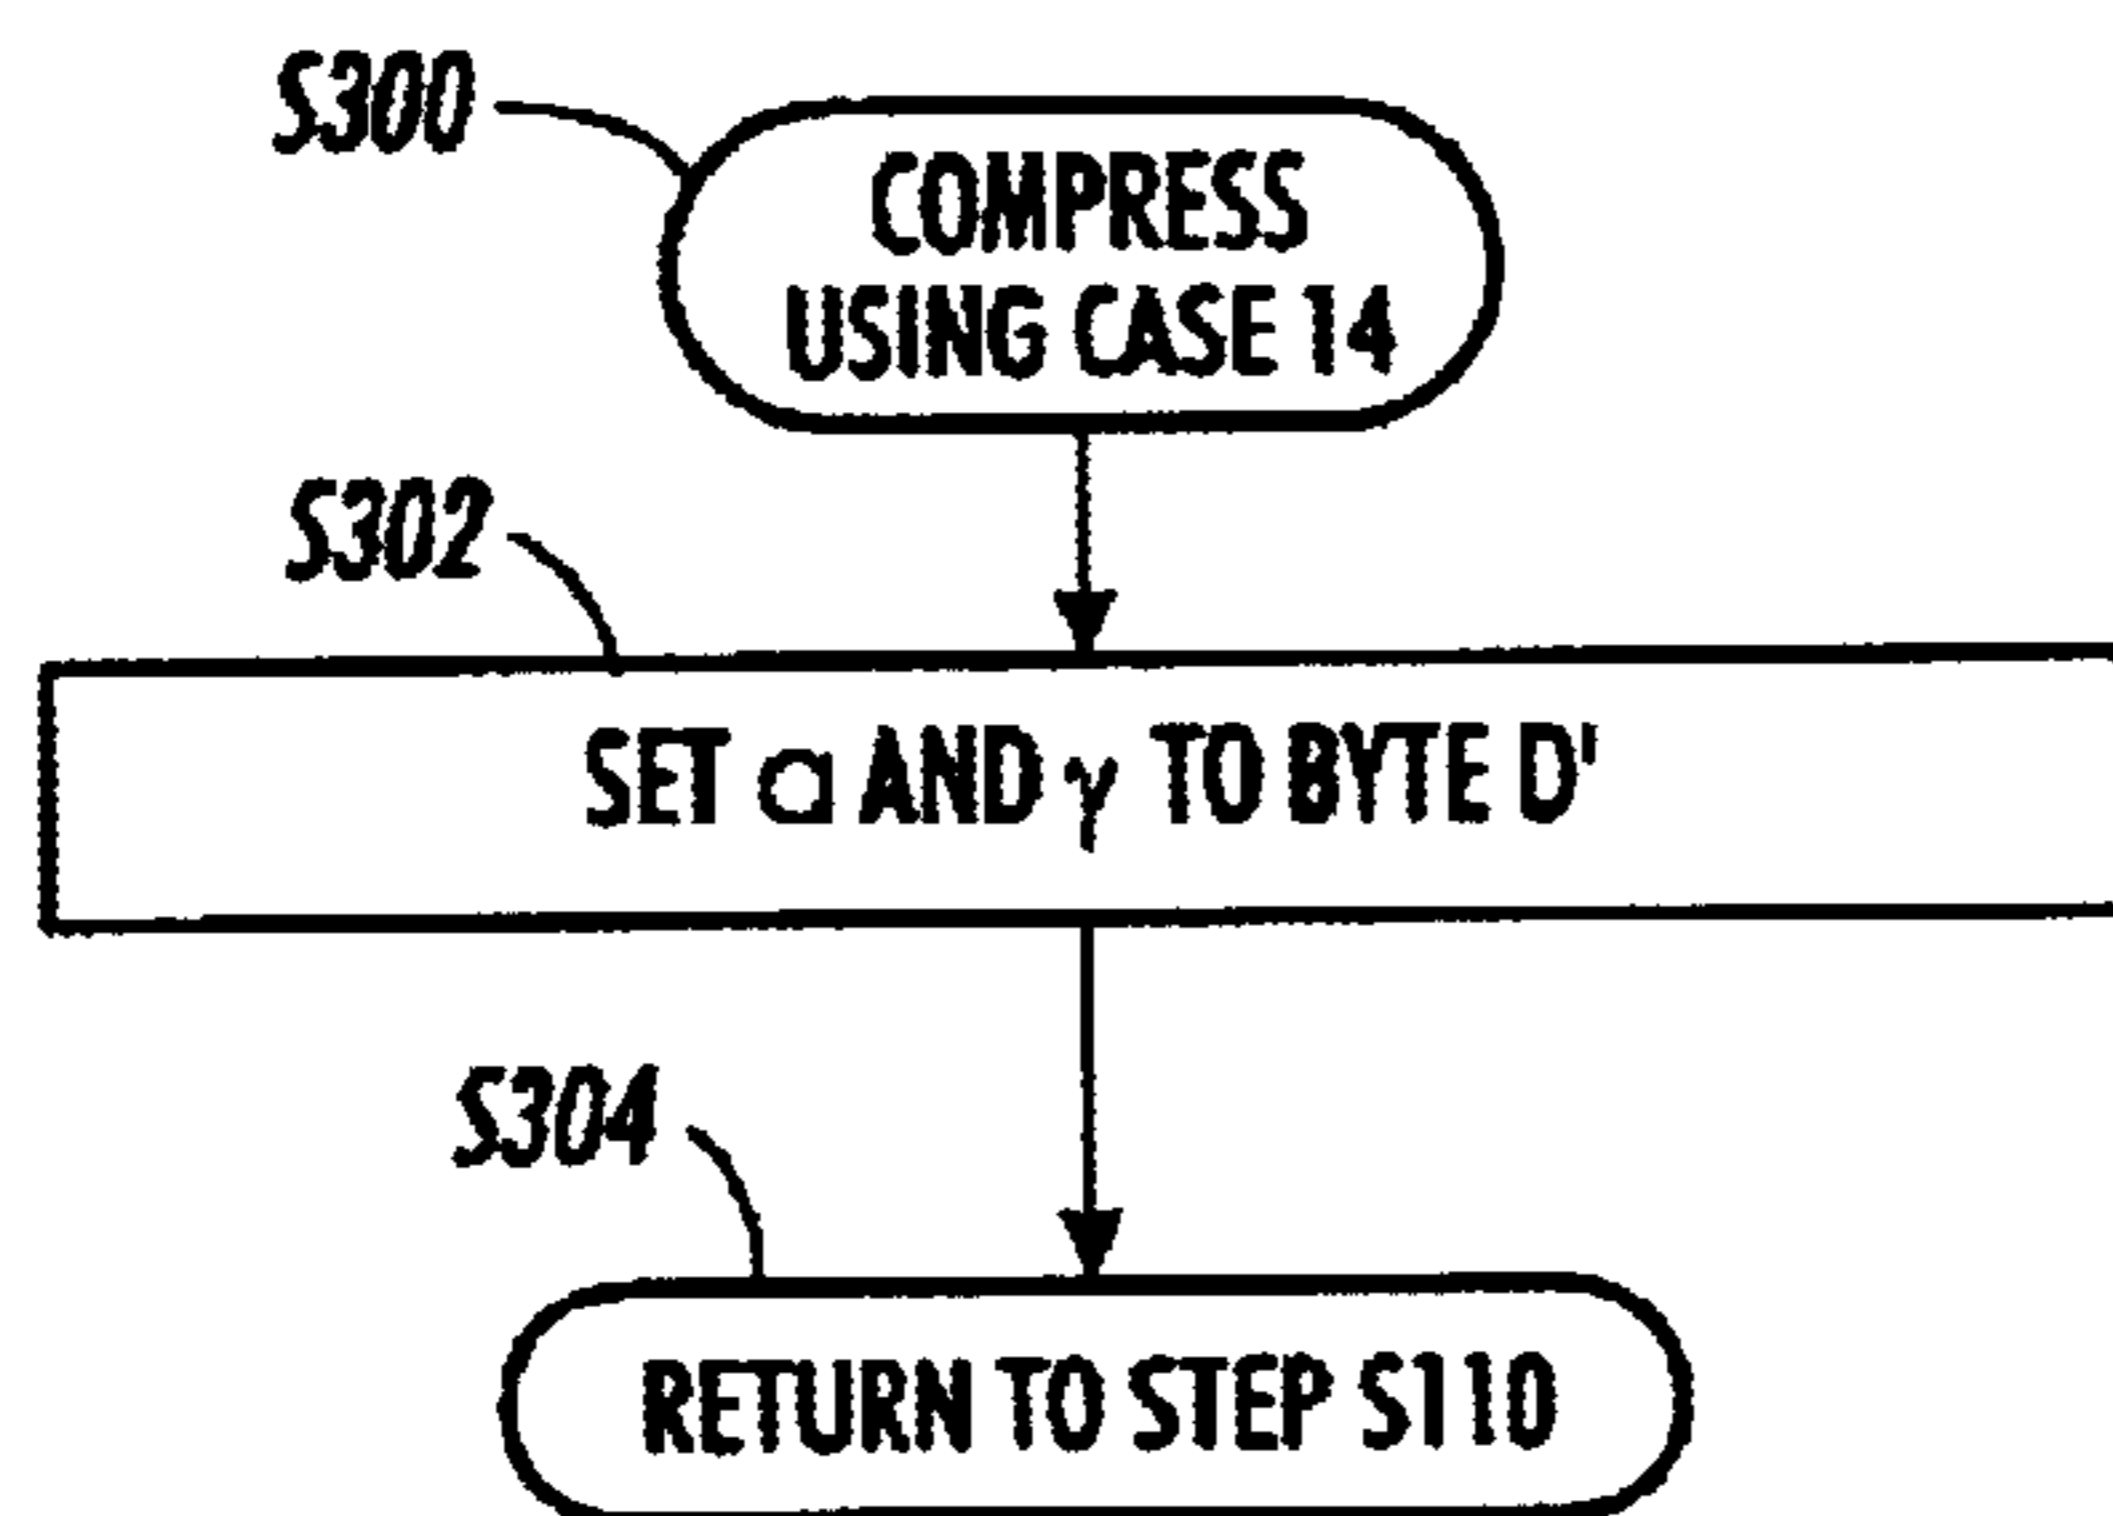 S300
COMPRESS
USING CASE 14
S302
SET α AND γ TO BYTE D'
S304
RETURN TO STEP S110